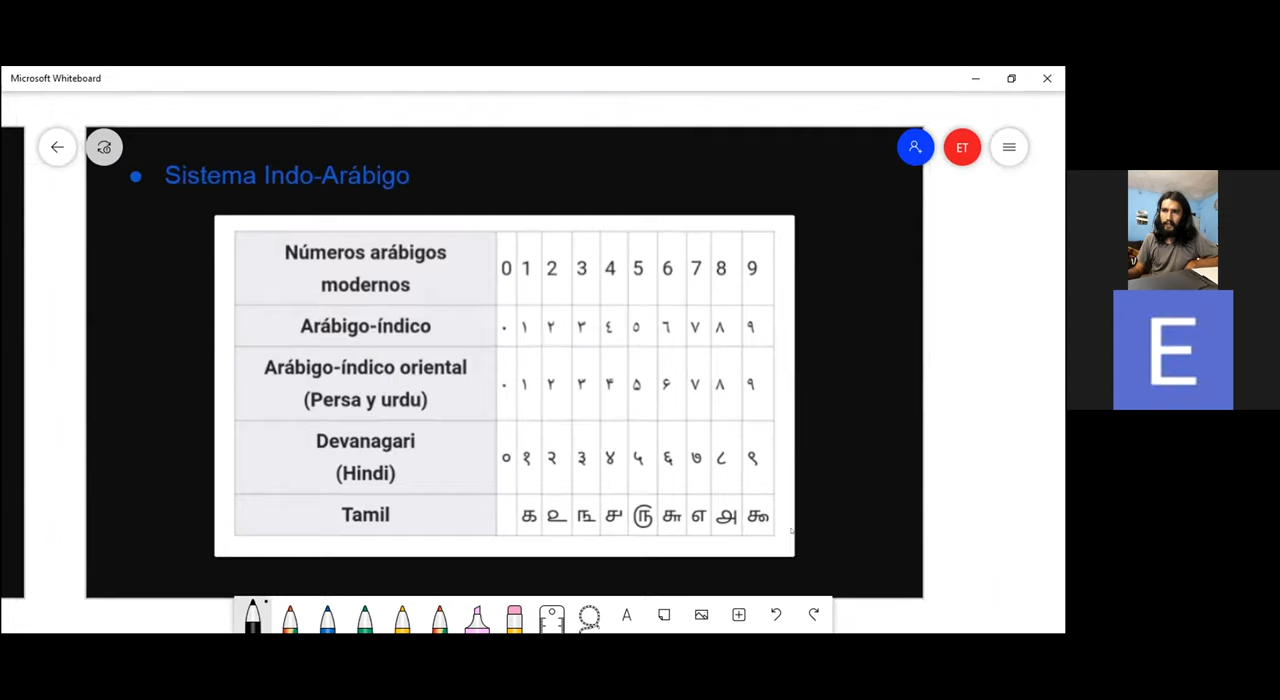 Microsoft Whiteboard
ET
● Sistema Indo-Arábigo
Números arábigos
modernos
0 1 2 3 4 5 6 7 8 9
Arábigo-índico
٠ ١ ٢ ٣ ٤ ٥ ٦ ٧ ٨ ٩
Arábigo-índico oriental
(Persa y urdu)
۰ ۱ ۲ ۳ ۴ ۵ ۶ ۷ ۸ ۹
Devanagari
(Hindi)
० १ २ ३ ४ ५ ६ ७ ८ ९
Tamil
௧ ௨ ௩ ௪ ௫ ௬ ௭ ௮ ௯
E
A